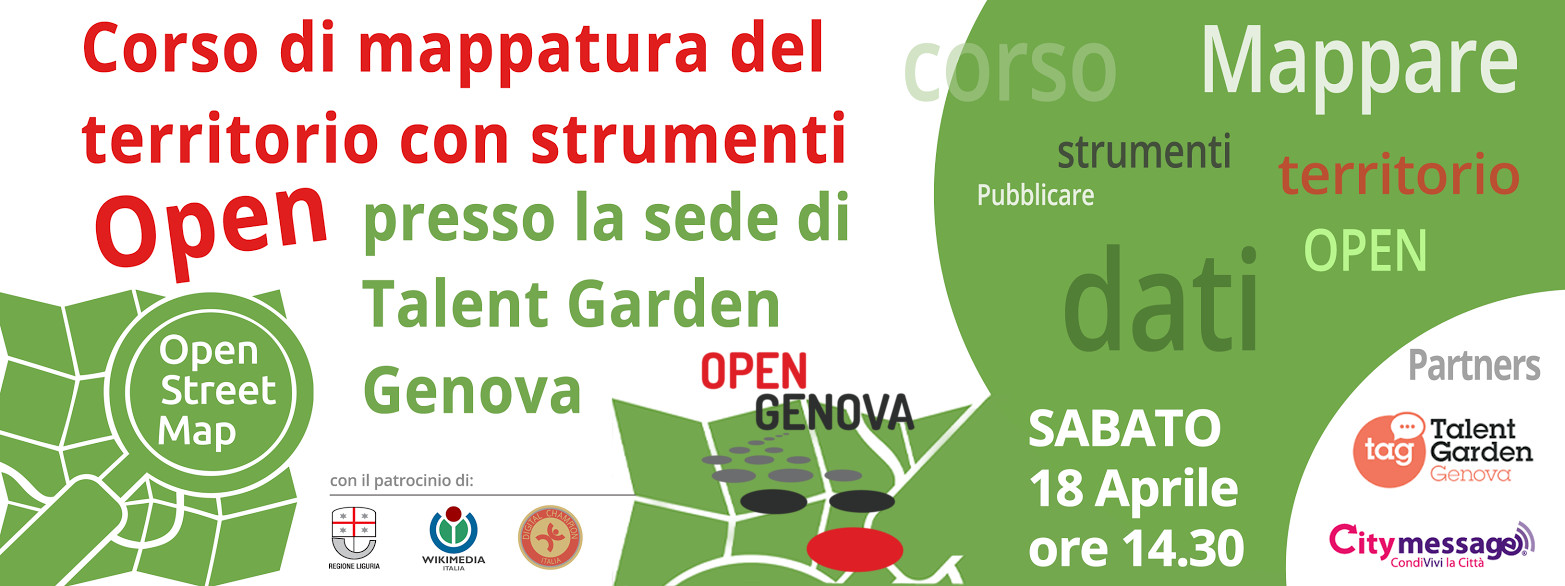 Corso di mappatura del
territorio con strumenti
Open
presso la sede di
Talent Garden
Genova
Open
Street
Map
OPEN
GENOVA
con il patrocinio di:
REGIONE LIGURIA
WIKIMEDIA
ITALIA
DIGITAL CHAMPION
ITALIA
corso
Mappare
strumenti
territorio
Pubblicare
OPEN
dati
SABATO
18 Aprile
ore 14.30
Partners
tag
Talent
Garden
Genova
Citymessage®
CondiVivi la Città